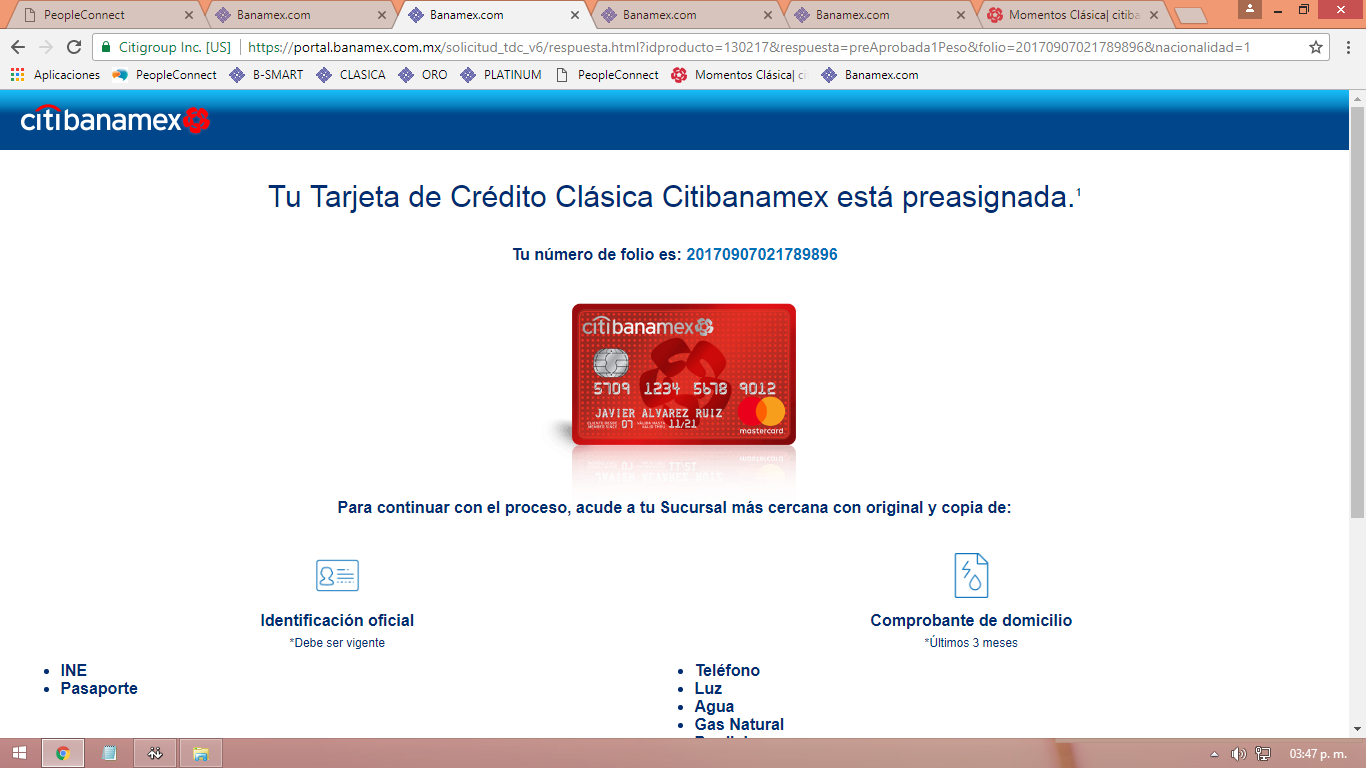 PeopleConnect
Banamex.com
Banamex.com
Banamex.com
Banamex.com
Momentos Clásica| citiba
Citigroup Inc. [US]
https://portal.banamex.com.mx/solicitud_tdc_v6/respuesta.html?idproducto=130217&respuesta=preAprobada1Peso&folio=20170907021789896&nacionalidad=1
Aplicaciones
PeopleConnect
B-SMART
CLASICA
ORO
PLATINUM
PeopleConnect
Momentos Clásica| ci
Banamex.com
citibanamex
Tu Tarjeta de Crédito Clásica Citibanamex está preasignada.1
Tu número de folio es: 20170907021789896
citibanamex
5709 1234 5678 9012
JAVIER ALVAREZ RUIZ
07 11/21
mastercard
Para continuar con el proceso, acude a tu Sucursal más cercana con original y copia de:
Identificación oficial
*Debe ser vigente
• INE
• Pasaporte
Comprobante de domicilio
*Últimos 3 meses
• Teléfono
• Luz
• Agua
• Gas Natural
03:47 p. m.